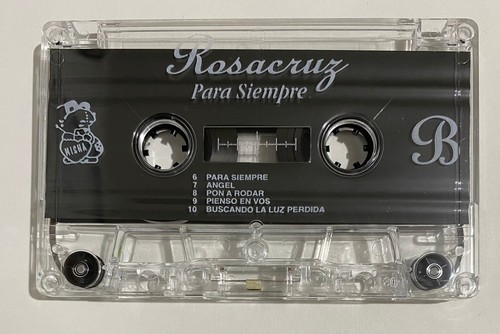 Rosacruz
Para Siempre
MISHA
B
6 PARA SIEMPRE
7 ANGEL
8 PON A RODAR
9 PIENSO EN VOS
10 BUSCANDO LA LUZ PERDIDA